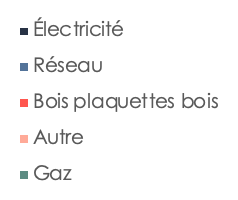 Électricité
Réseau
Bois plaquettes bois
Autre
Gaz